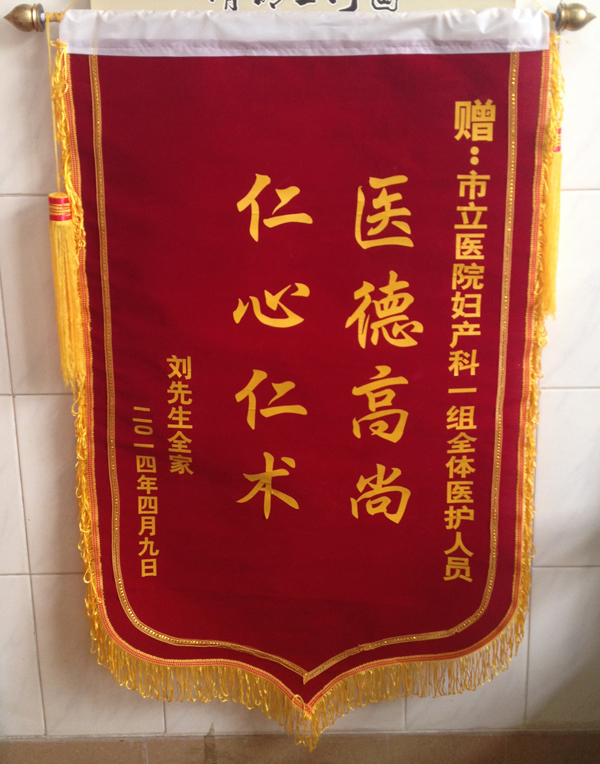 赠:市立医院妇产科一组全体医护人员
医德高尚
仁心仁术
刘先生全家
二〇一四年四月九日